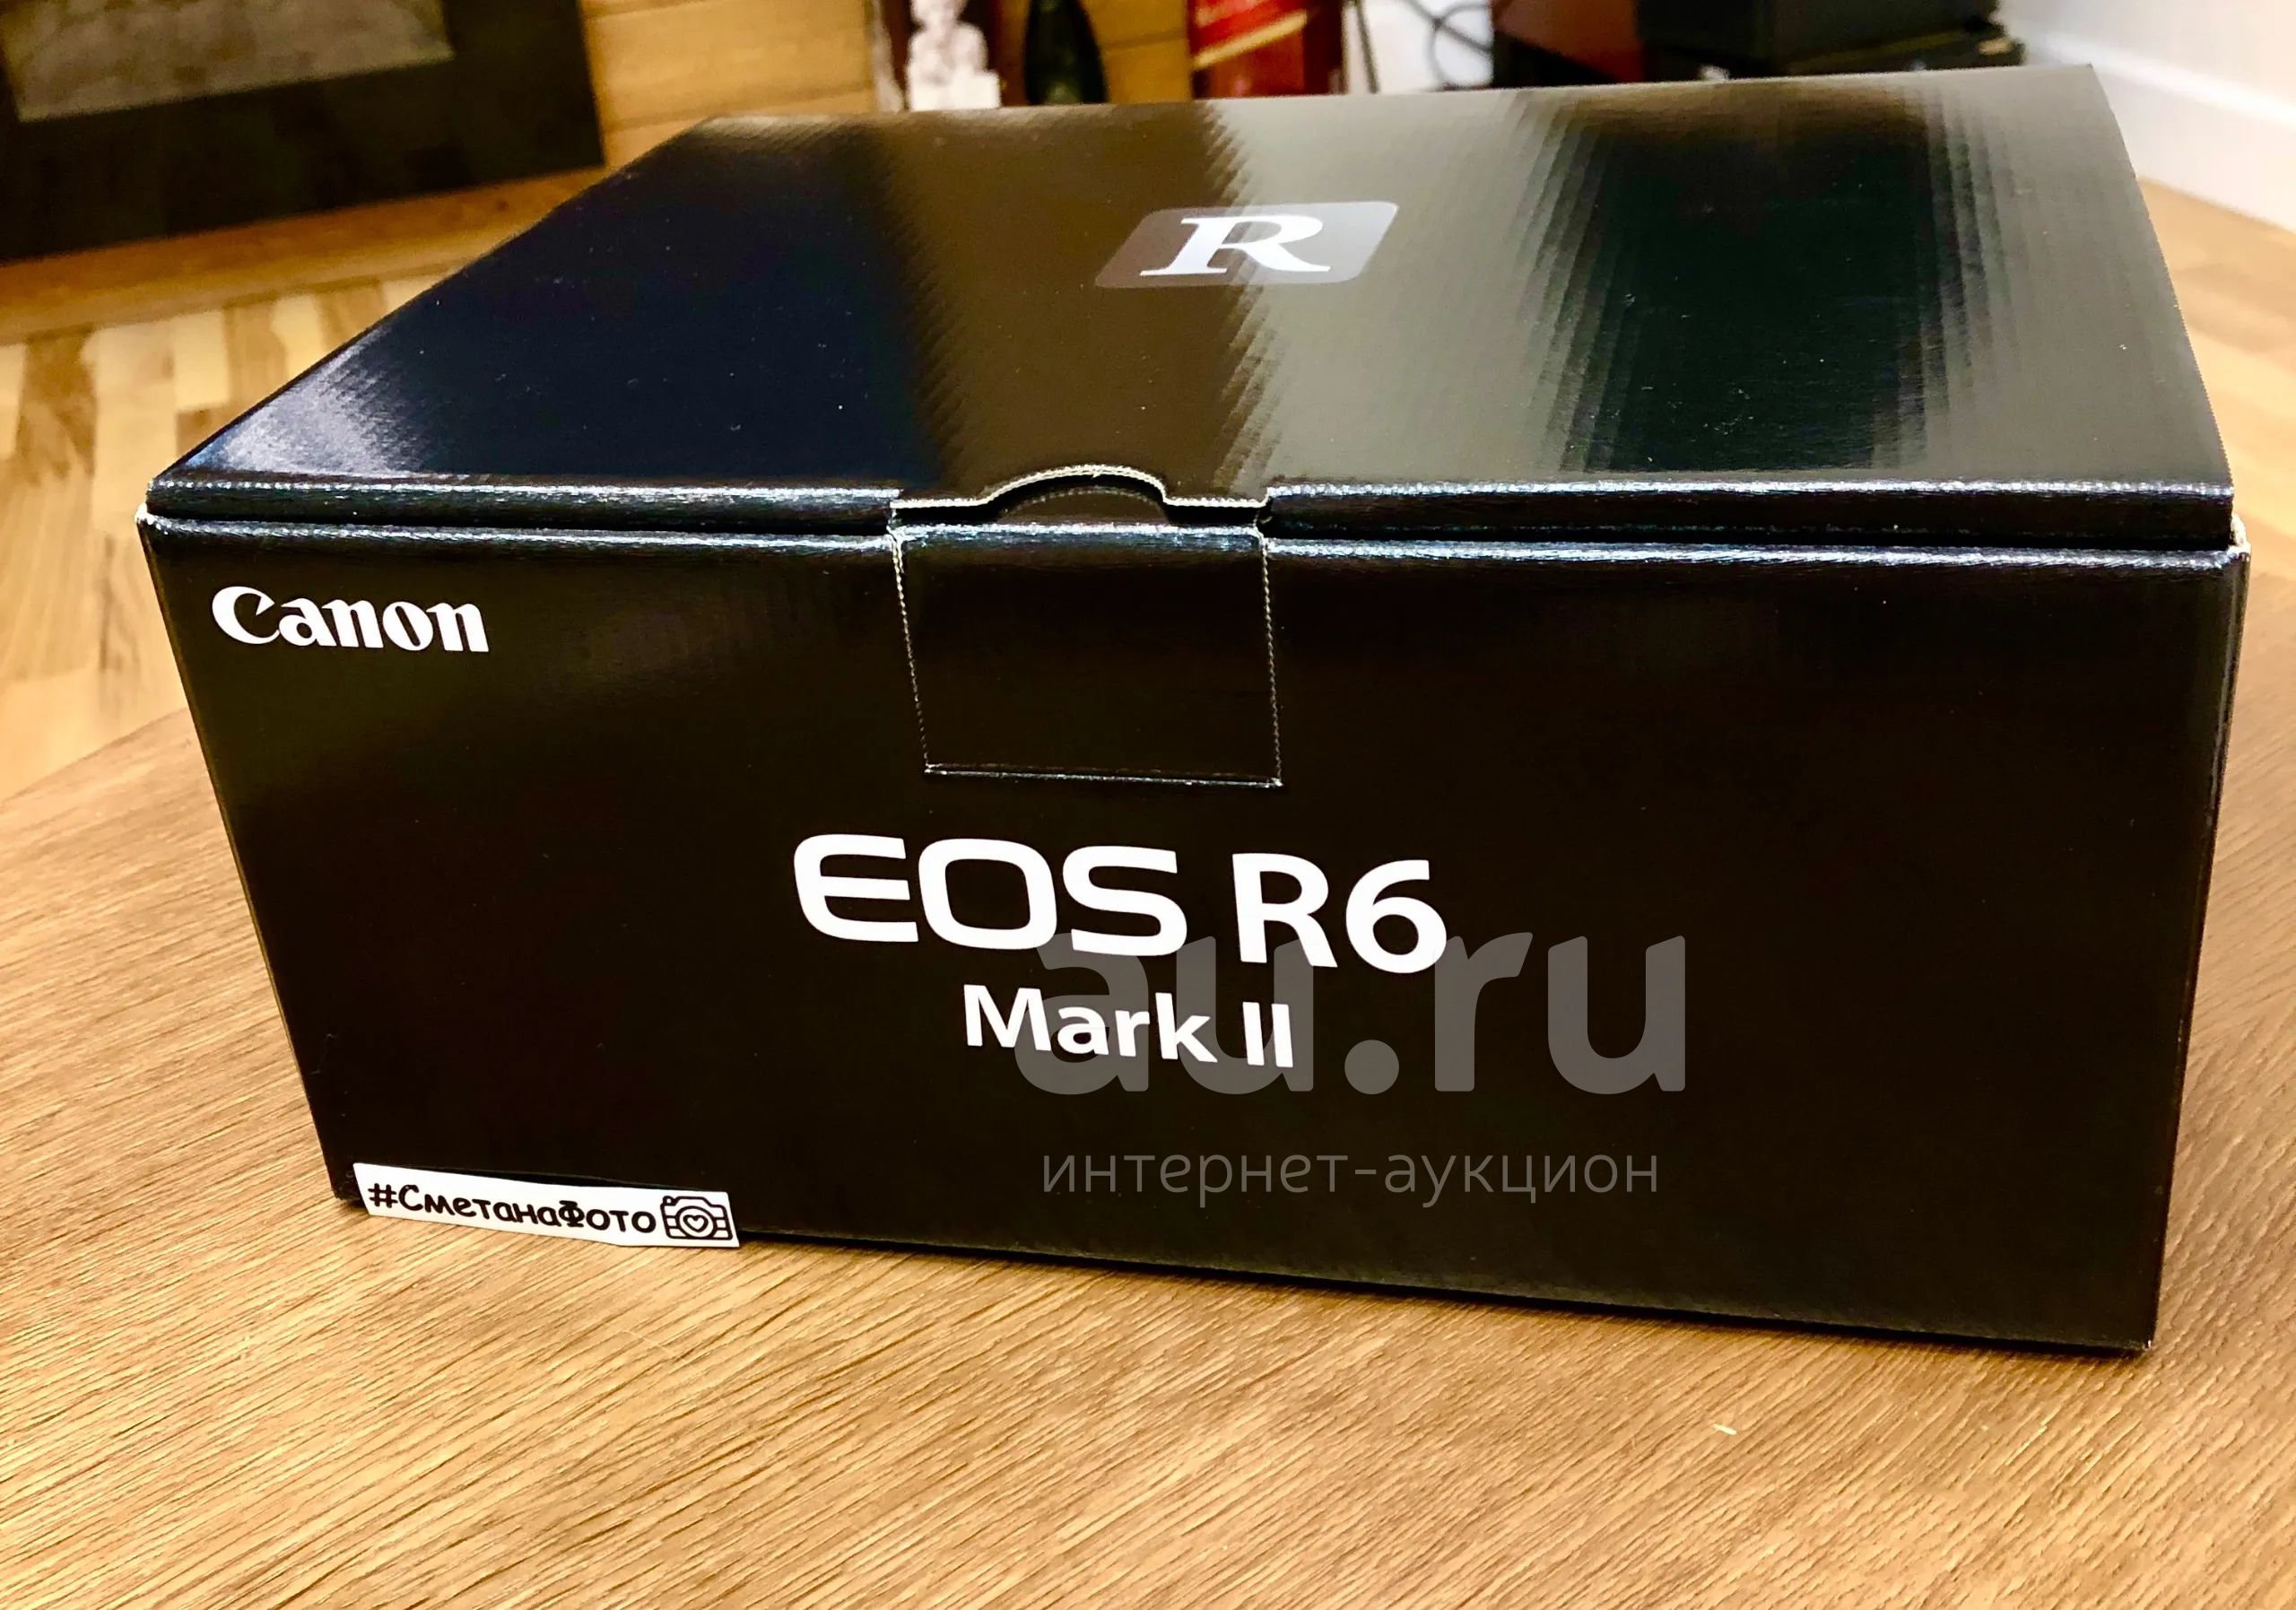 R
Canon
EOS R6
Mark II
au.ru
интернет-аукцион
#СметанаФото